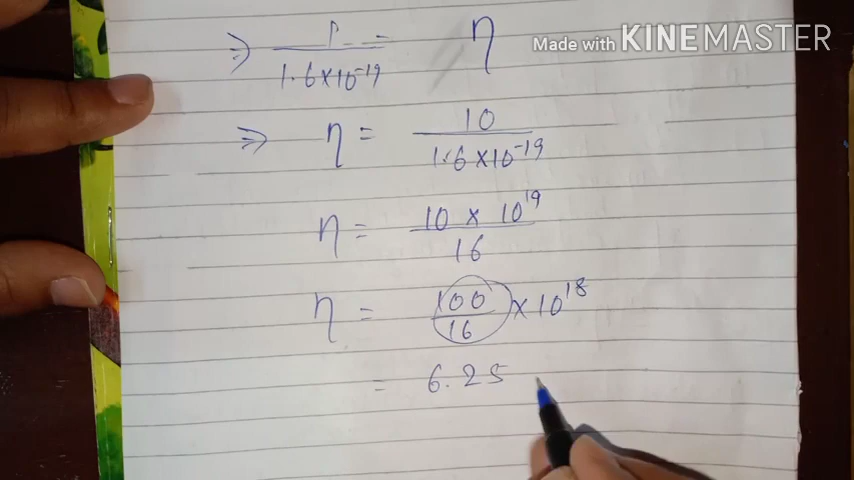 Made with KINEMASTER
⇒ 1 / 1.6×10⁻¹⁹ η
⇒ η = 10 / 1.6×10⁻¹⁹
η = 10 × 10¹⁹ / 16
η = 100 / 16 × 10¹⁸
= 6.25